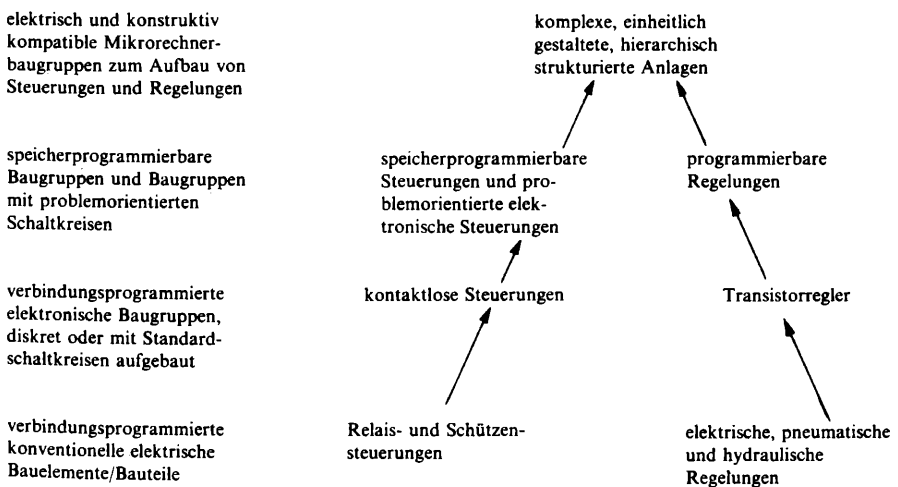 elektrisch und konstruktiv
kompatible Mikrorechner-
baugruppen zum Aufbau von
Steuerungen und Regelungen
komplexe, einheitlich
gestaltete, hierarchisch
strukturierte Anlagen
speicherprogrammierbare
Baugruppen und Baugruppen
mit problemorientierten
Schaltkreisen
speicherprogrammierbare
Steuerungen und pro-
blemorientierte elek-
tronische Steuerungen
programmierbare
Regelungen
verbindungsprogrammierte
elektronische Baugruppen,
diskret oder mit Standard-
schaltkreisen aufgebaut
kontaktlose Steuerungen
Transistorregler
verbindungsprogrammierte
konventionelle elektrische
Bauelemente/Bauteile
Relais- und Schützen-
steuerungen
elektrische, pneumatische
und hydraulische
Regelungen